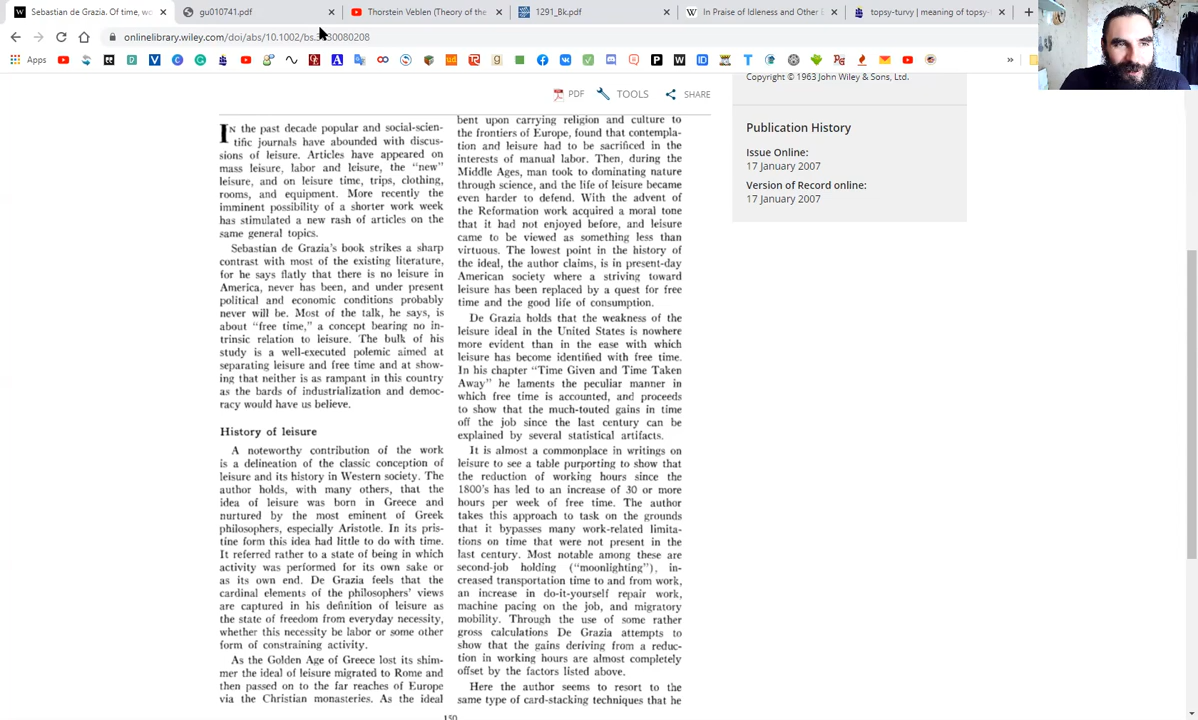 Sebastian de Grazia. Of time, wo
gu010741.pdf
Thorstein Veblen (Theory of the
1291_Bk.pdf
In Praise of Idleness and Other
topsy-turvy | meaning of topsy-
onlinelibrary.wiley.com/doi/abs/10.1002/bs.3830080208
Apps
Copyright © 1963 John Wiley & Sons, Ltd.
PDF TOOLS SHARE
Publication History
Issue Online:
17 January 2007
Version of Record online:
17 January 2007
IN the past decade popular and social-scien-
tific journals have abounded with discus-
sions of leisure. Articles have appeared on
mass leisure, labor and leisure, the “new”
leisure, and on leisure time, trips, clothing,
rooms, and equipment. More recently the
imminent possibility of a shorter work week
has stimulated a new rash of articles on the
same general topics.
Sebastian de Grazia's book strikes a sharp
contrast with most of the existing literature,
for he says flatly that there is no leisure in
America, never has been, and under present
political and economic conditions probably
never will be. Most of the talk, he says, is
about “free time,” a concept bearing no in-
trinsic relation to leisure. The bulk of his
study is a well-executed polemic aimed at
separating leisure and free time and at show-
ing that neither is as rampant in this country
as the bards of industrialization and democ-
racy would have us believe.
History of leisure
A noteworthy contribution of the work
is a delineation of the classic conception of
leisure and its history in Western society. The
author holds, with many others, that the
idea of leisure was born in Greece and
nurtured by the most eminent of Greek
philosophers, especially Aristotle. In its pris-
tine form this idea had little to do with time.
It referred rather to a state of being in which
activity was performed for its own sake or
as its own end. De Grazia feels that the
cardinal elements of the philosophers' views
are captured in his definition of leisure as
the state of freedom from everyday necessity,
whether this necessity be labor or some other
form of constraining activity.
As the Golden Age of Greece lost its shim-
mer the ideal of leisure migrated to Rome and
then passed on to the far reaches of Europe
via the Christian monasteries. As the ideal
bent upon carrying religion and culture to
the frontiers of Europe, found that contempla-
tion and leisure had to be sacrificed in the
interests of manual labor. Then, during the
Middle Ages, man took to dominating nature
through science, and the life of leisure became
even harder to defend. With the advent of
the Reformation work acquired a moral tone
that it had not enjoyed before, and leisure
came to be viewed as something less than
virtuous. The lowest point in the history of
the ideal, the author claims, is in present-day
American society where a striving toward
leisure has been replaced by a quest for free
time and the good life of consumption.
De Grazia holds that the weakness of the
leisure ideal in the United States is nowhere
more evident than in the ease with which
leisure has become identified with free time.
In his chapter “Time Given and Time Taken
Away” he laments the peculiar manner in
which free time is accounted, and proceeds
to show that the much-touted gains in time
off the job since the last century can be
explained by several statistical artifacts.
It is almost a commonplace in writings on
leisure to see a table purporting to show that
the reduction of working hours since the
1800's has led to an increase of 30 or more
hours per week of free time. The author
takes this approach to task on the grounds
that it bypasses many work-related limita-
tions on time that were not present in the
last century. Most notable among these are
second-job holding (“moonlighting”), in-
creased transportation time to and from work,
an increase in do-it-yourself repair work,
machine pacing on the job, and migratory
mobility. Through the use of some rather
gross calculations De Grazia attempts to
show that the gains deriving from a reduc-
tion in working hours are almost completely
offset by the factors listed above.
Here the author seems to resort to the
same type of card-stacking techniques that he
150